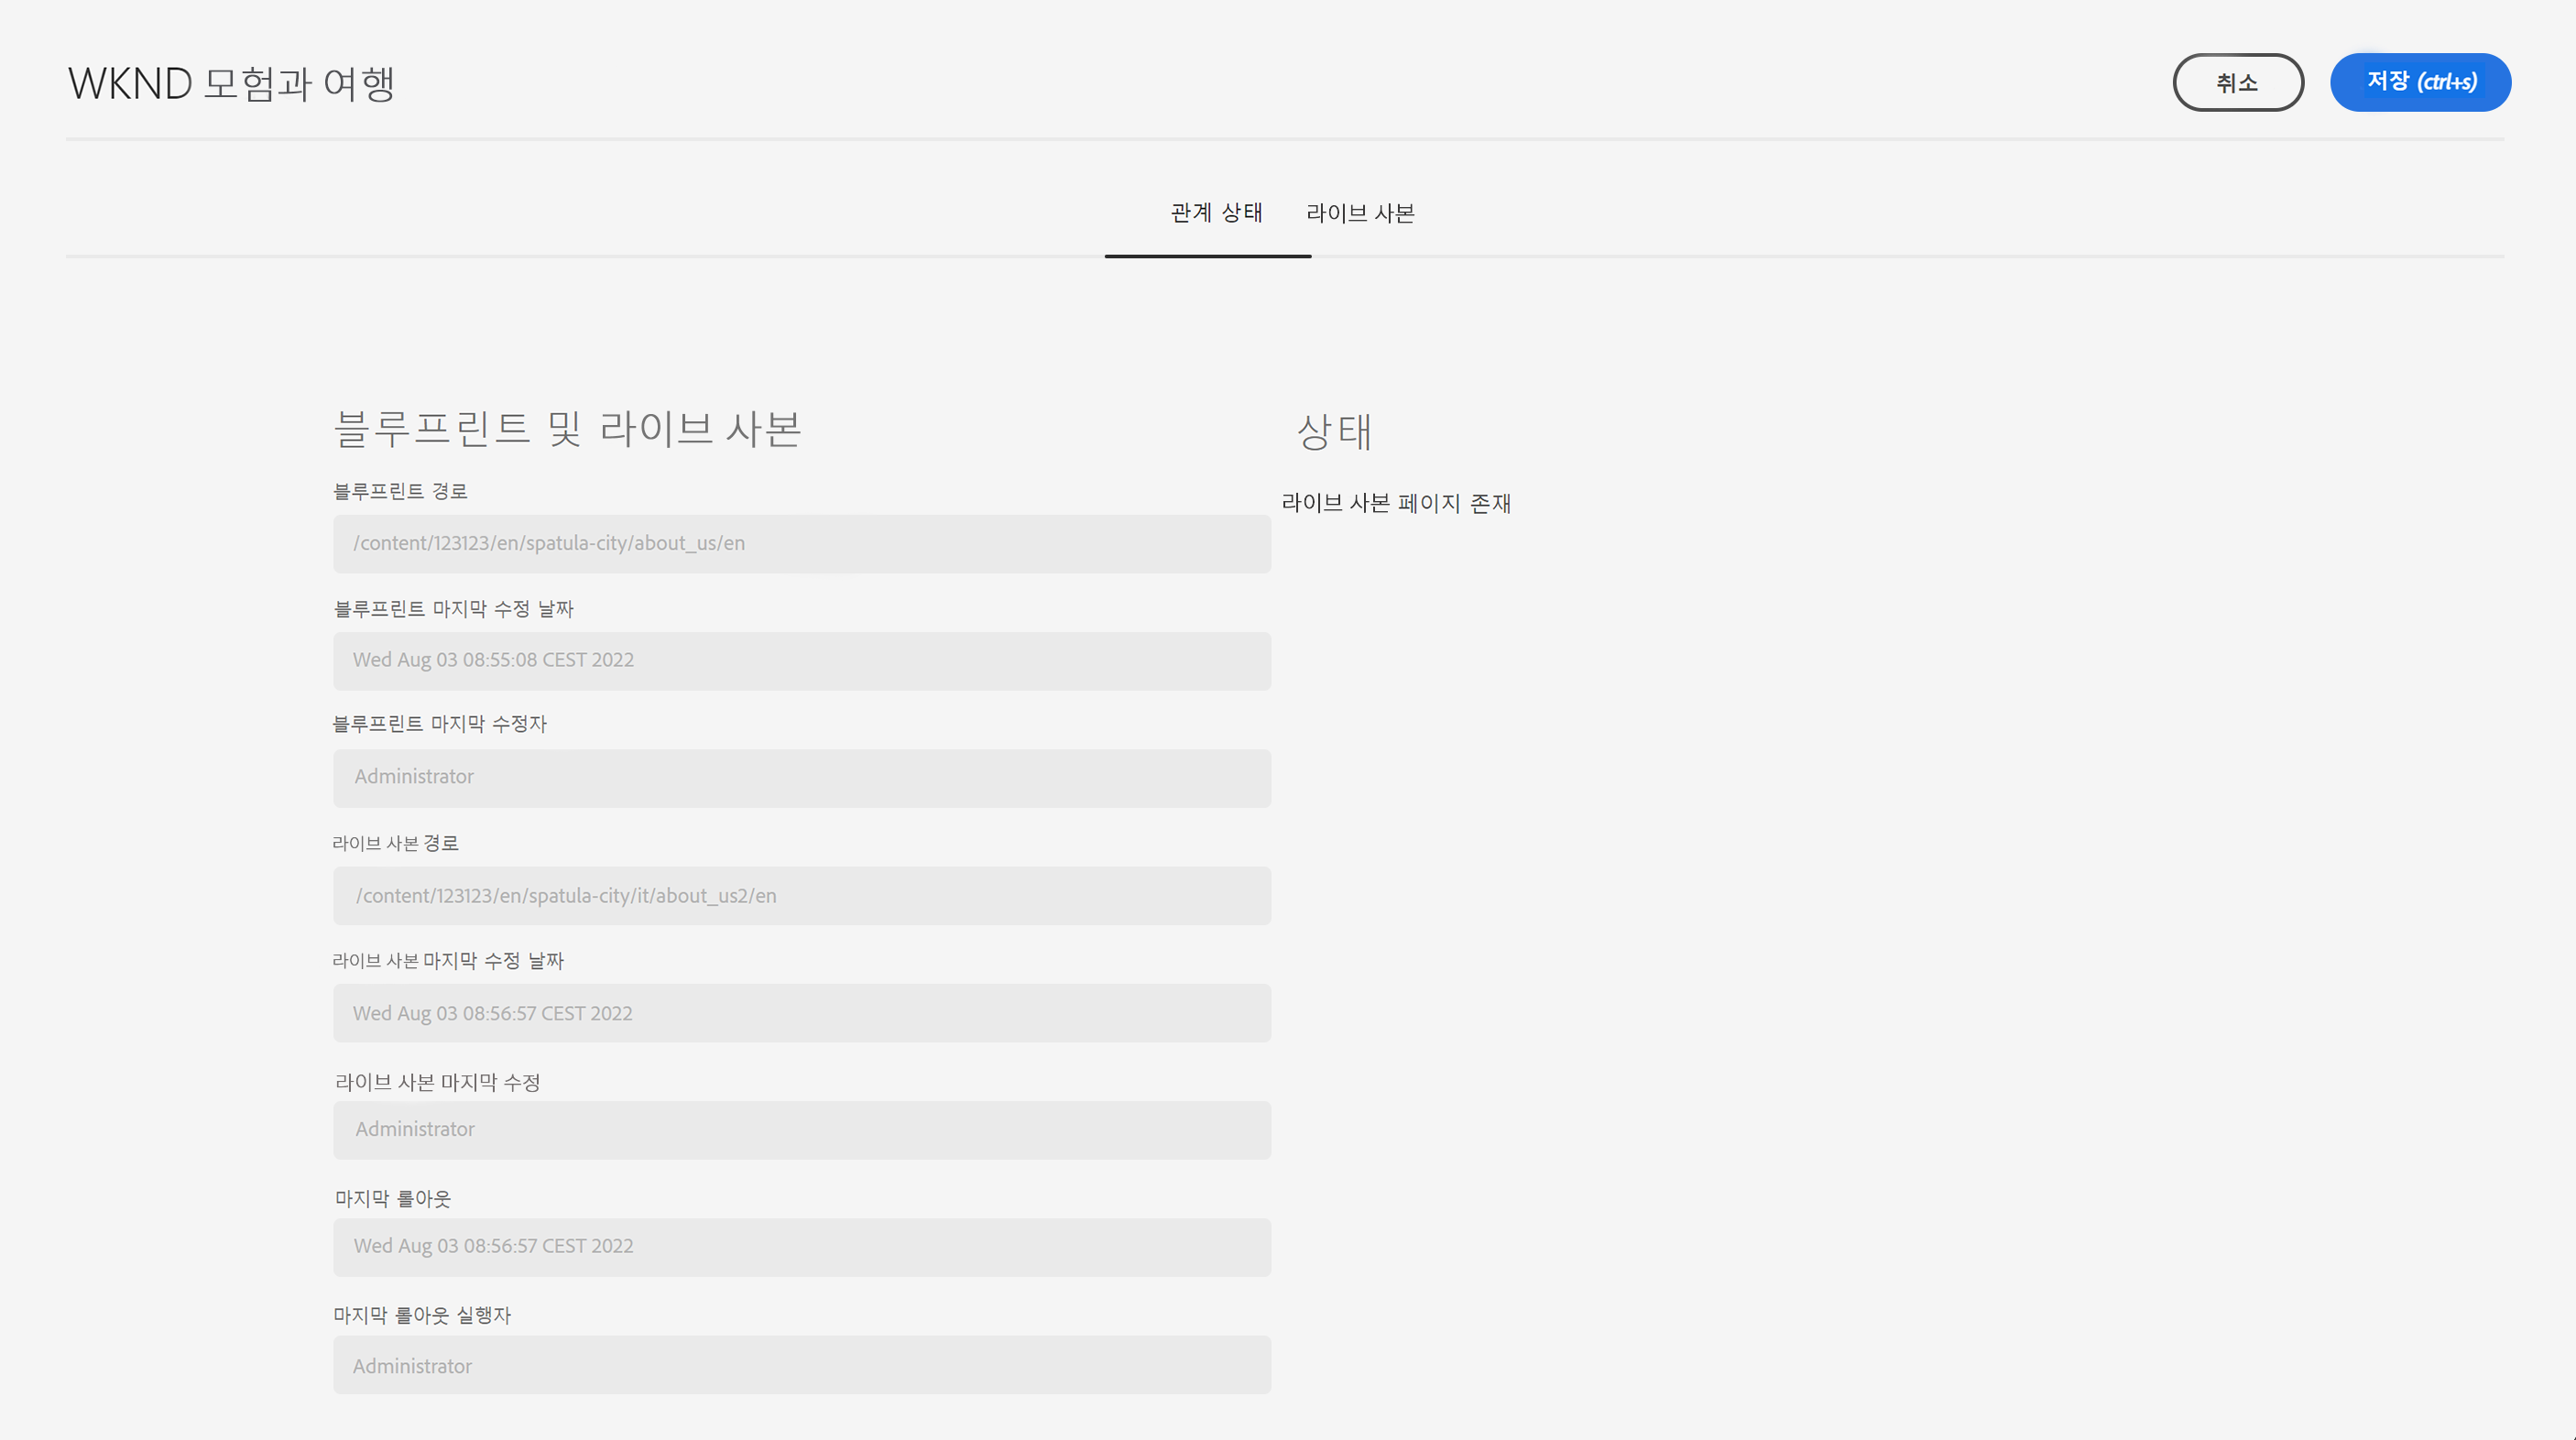 WKND 모험과 여행
취소
저장 (ctrl+s)
관계 상태
라이브 사본
블루프린트 및 라이브 사본
블루프린트 경로
/content/123123/en/spatula-city/about_us/en
블루프린트 마지막 수정 날짜
Wed Aug 03 08:55:08 CEST 2022
블루프린트 마지막 수정자
Administrator
라이브 사본 경로
/content/123123/en/spatula-city/it/about_us2/en
라이브 사본 마지막 수정 날짜
Wed Aug 03 08:56:57 CEST 2022
라이브 사본 마지막 수정
Administrator
마지막 롤아웃
Wed Aug 03 08:56:57 CEST 2022
마지막 롤아웃 실행자
Administrator
상태
라이브 사본 페이지 존재